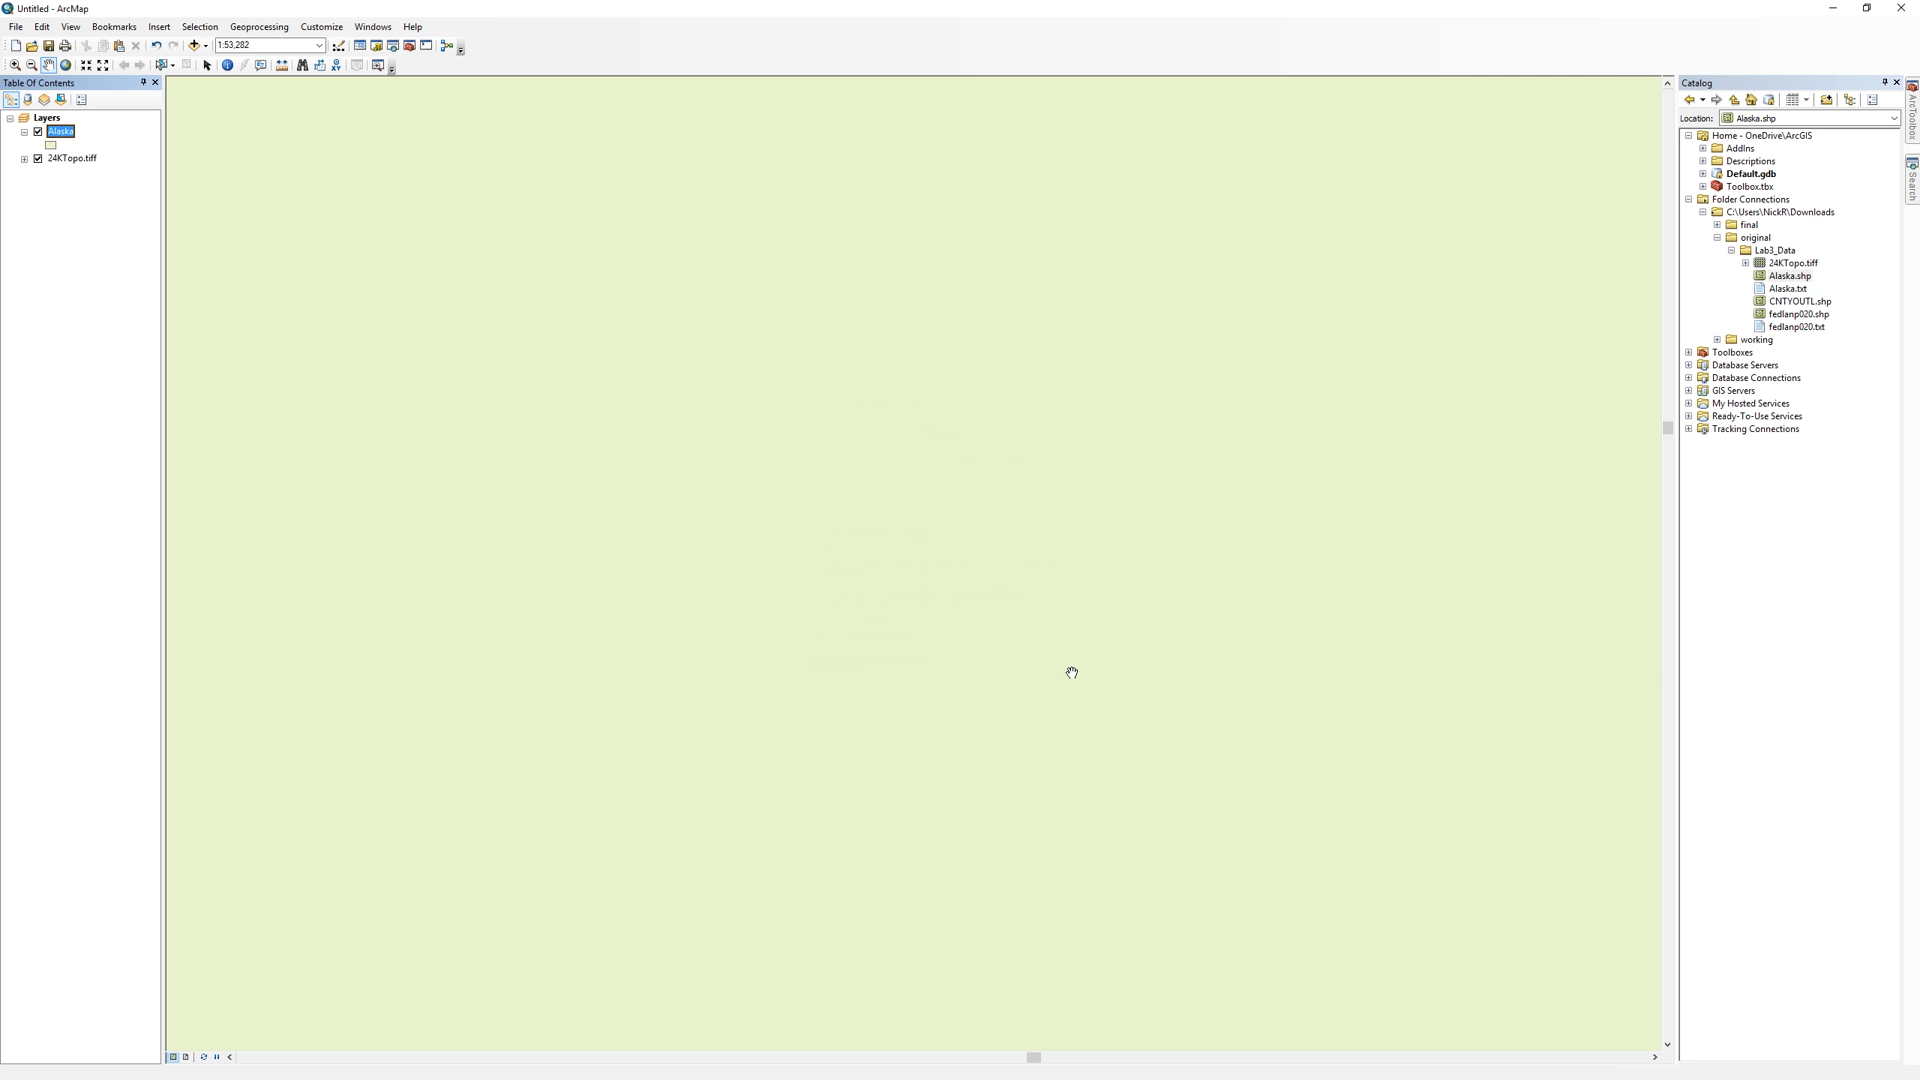 Untitled - ArcMap
File Edit View Bookmarks Insert Selection Geoprocessing Customize Windows Help
1:53,282
Table Of Contents
Layers
Alaska
24KTopo.tiff
Catalog
Location: Alaska.shp
Home - OneDrive\ArcGIS
AddIns
Descriptions
Default.gdb
Toolbox.tbx
Folder Connections
C:\Users\NickR\Downloads
final
original
Lab3_Data
24KTopo.tiff
Alaska.shp
Alaska.txt
CNTYOUTL.shp
fedlanp020.shp
fedlanp020.txt
working
Toolboxes
Database Servers
Database Connections
GIS Servers
My Hosted Services
Ready-To-Use Services
Tracking Connections
ArcToolbox
Search